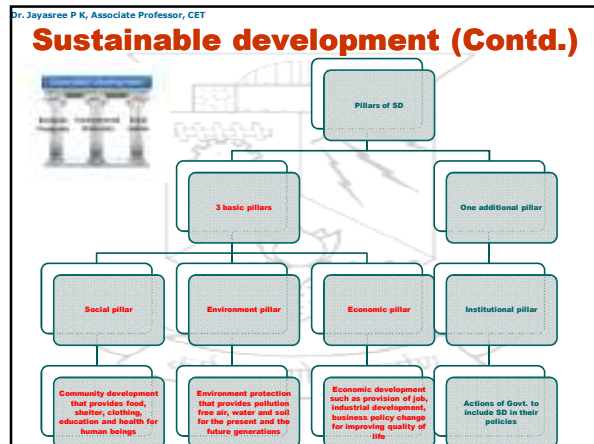 Dr. Jayasree P K, Associate Professor, CET
Sustainable development (Contd.)
Pillars of SD
3 basic pillars
One additional pillar
Social pillar
Environment pillar
Economic pillar
Institutional pillar
Community development
that provides food,
shelter, clothing,
education and health for
human beings
Environment protection
that provides pollution
free air, water and soil
for the present and the
future generations
Economic development
such as provision of job,
industrial development,
business policy change
for improving quality of
life
Actions of Govt. to
include SD in their
policies